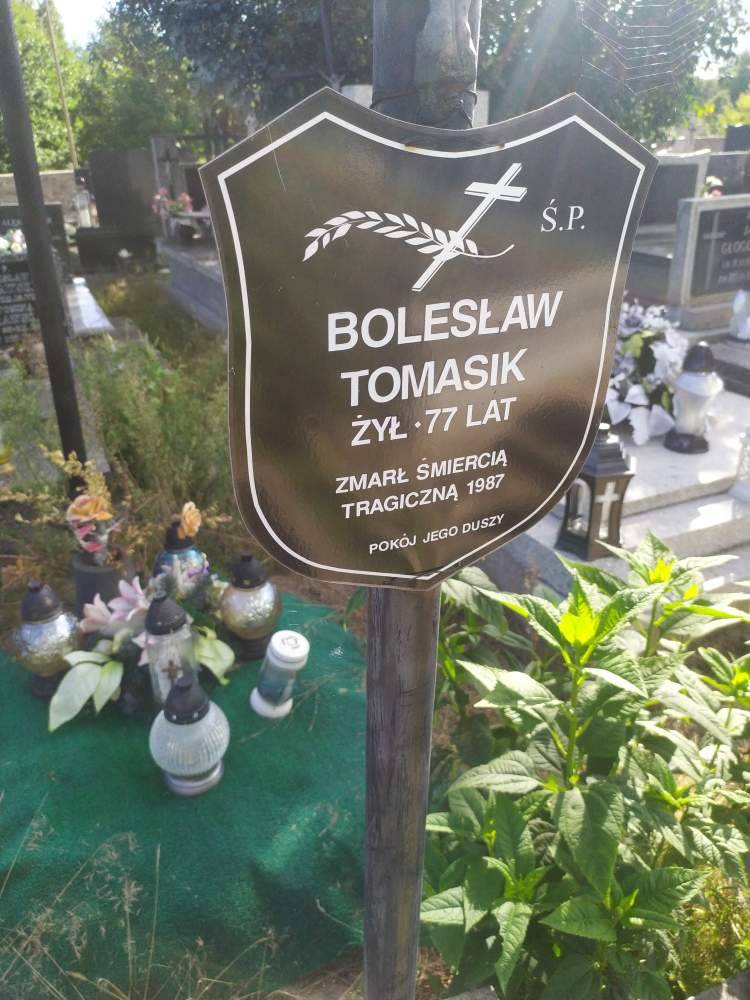 Ś.P.
BOLESŁAW
TOMASIK
ŻYŁ · 77 LAT
ZMARŁ ŚMIERCIĄ
TRAGICZNĄ 1987
POKÓJ JEGO DUSZY